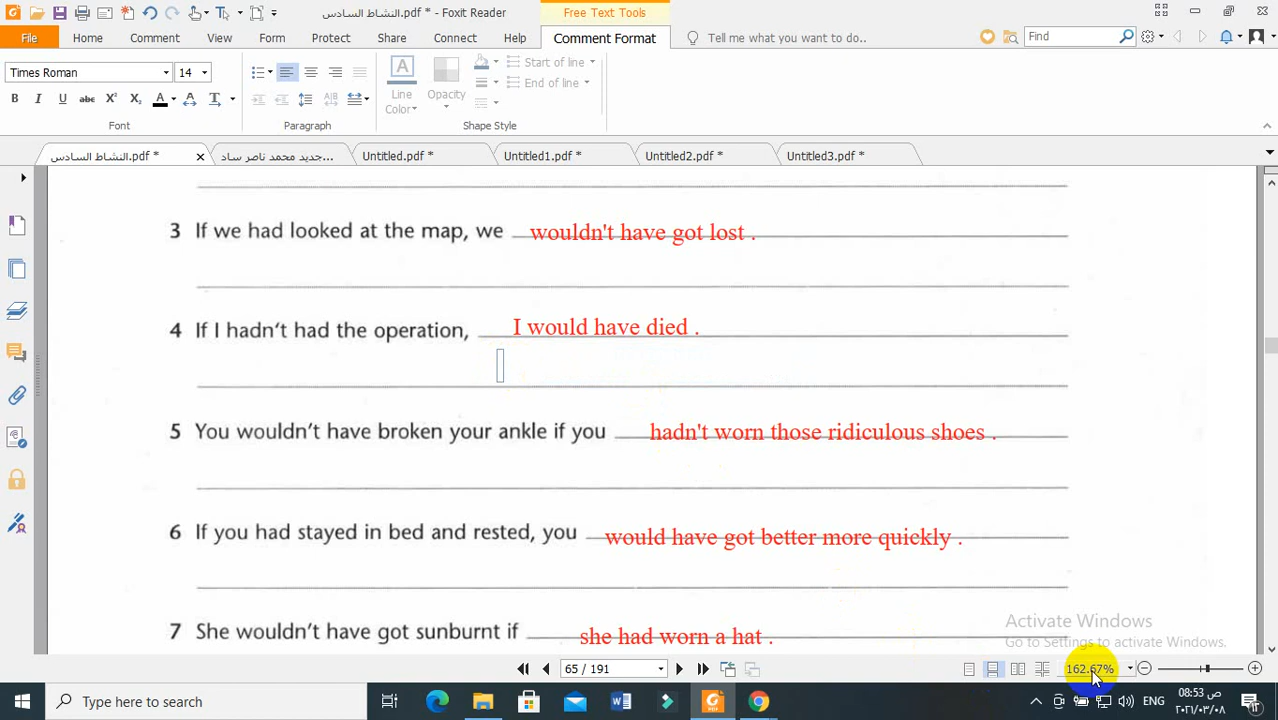 النشاط السادس.pdf * - Foxit Reader
Free Text Tools
File
Home
Comment
View
Form
Protect
Share
Connect
Help
Comment Format
Tell me what you want to do..
Find
Times Roman
14
Start of line
End of line
Line
Color
Opacity
Font
Paragraph
Shape Style
النشاط السادس.pdf *
...جديد محمد ناصر ساد
Untitled.pdf *
Untitled1.pdf *
Untitled2.pdf *
Untitled3.pdf *
3 If we had looked at the map, we wouldn't have got lost .
4 If I hadn't had the operation, I would have died .
5 You wouldn't have broken your ankle if you hadn't worn those ridiculous shoes .
6 If you had stayed in bed and rested, you would have got better more quickly .
7 She wouldn't have got sunburnt if she had worn a hat .
Activate Windows
Go to Settings to activate Windows.
65 / 191
162.67%
Type here to search
ENG
08:53 ص
٢٠٢١/٠٣/٠٨